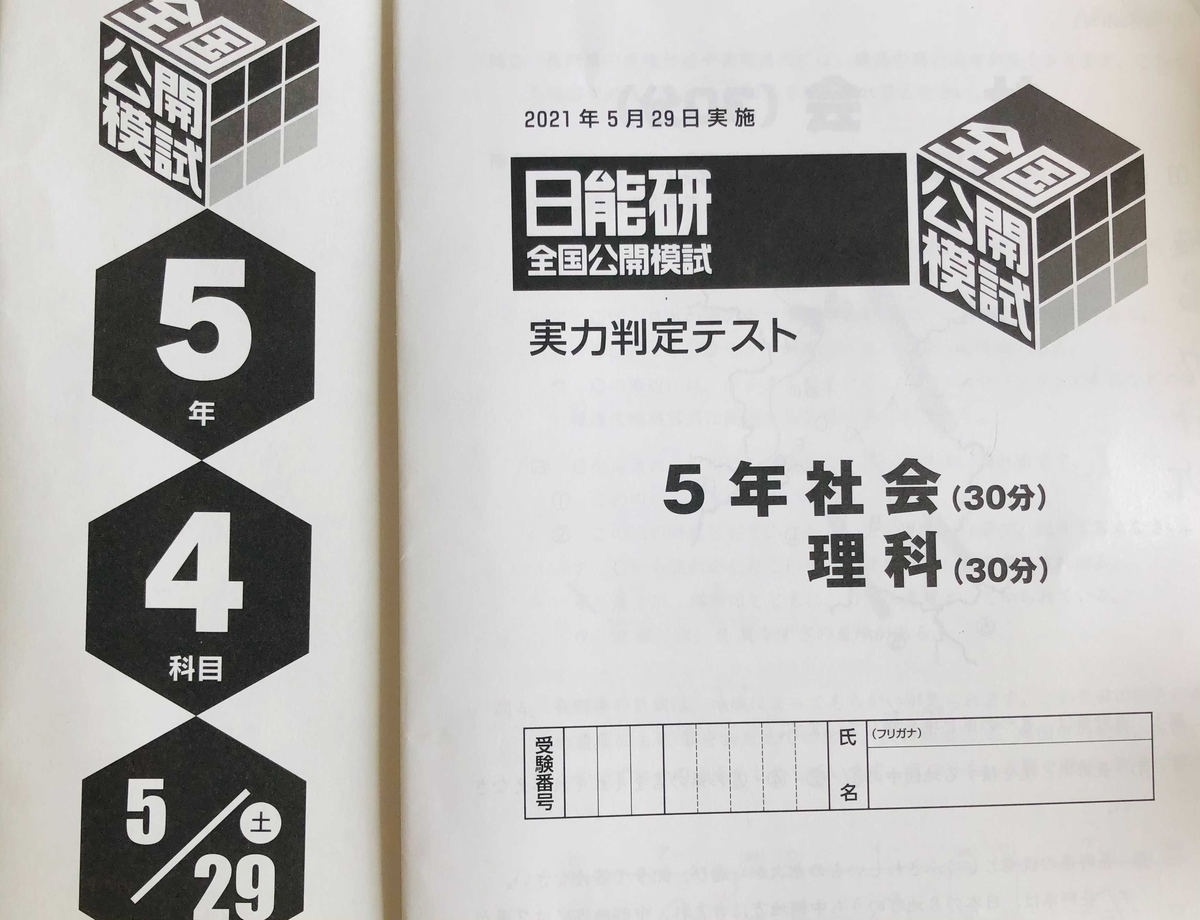 全国
公開
模試
5
年
4
科目
5/29
土
2021年5月29日実施
日能研
全国公開模試
全国
公開
模試
実力判定テスト
5年社会(30分)
理科(30分)
受験番号
氏名
(フリガナ)